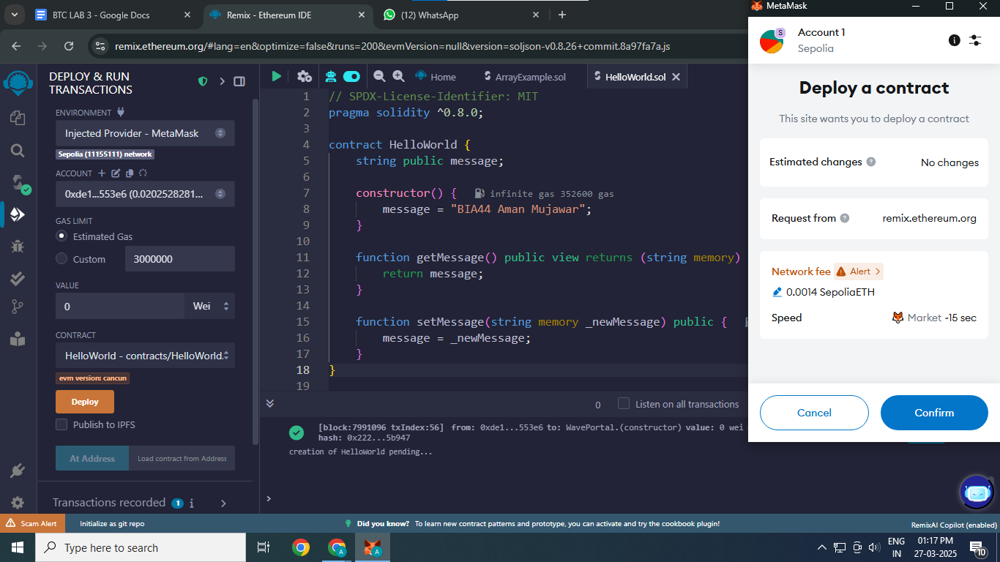 BTC LAB 3 - Google Docs
Remix - Ethereum IDE
(12) WhatsApp
remix.ethereum.org/#lang=en&optimize=false&runs=200&evmVersion=null&version=soljson-v0.8.26+commit.8a97fa7a.js
DEPLOY & RUN
TRANSACTIONS
ENVIRONMENT
Injected Provider - MetaMask
Sepolia (11155111) network
ACCOUNT
0xde1...553e6 (0.0202528281...
GAS LIMIT
Estimated Gas
Custom 3000000
VALUE
0 Wei
CONTRACT
HelloWorld - contracts/HelloWorld.
evm version: cancun
Deploy
Publish to IPFS
At Address Load contract from Address
Transactions recorded 1 i
Home ArrayExample.sol HelloWorld.sol
1 // SPDX-License-Identifier: MIT
2 pragma solidity ^0.8.0;
3
4 contract HelloWorld {
5 string public message;
6
7 constructor() { infinite gas 352600 gas
8 message = "BIA44 Aman Mujawar";
9 }
10
11 function getMessage() public view returns (string memory)
12 return message;
13 }
14
15 function setMessage(string memory _newMessage) public {
16 message = _newMessage;
17 }
18 }
19
0 Listen on all transactions
[block:7991096 txIndex:56] from: 0xde1...553e6 to: WavePortal.(constructor) value: 0 wei
hash: 0x222...5b947
creation of HelloWorld pending...
>
MetaMask
S
Account 1
Sepolia
Deploy a contract
This site wants you to deploy a contract
Estimated changes No changes
Request from remix.ethereum.org
Network fee Alert
0.0014 SepoliaETH
Speed Market ~15 sec
Cancel Confirm
Scam Alert Initialize as git repo Did you know? To learn new contract patterns and prototype, you can activate and try the cookbook plugin! RemixAI Copilot (enabled)
Type here to search
A
A
ENG
IN
01:17 PM
27-03-2025
10